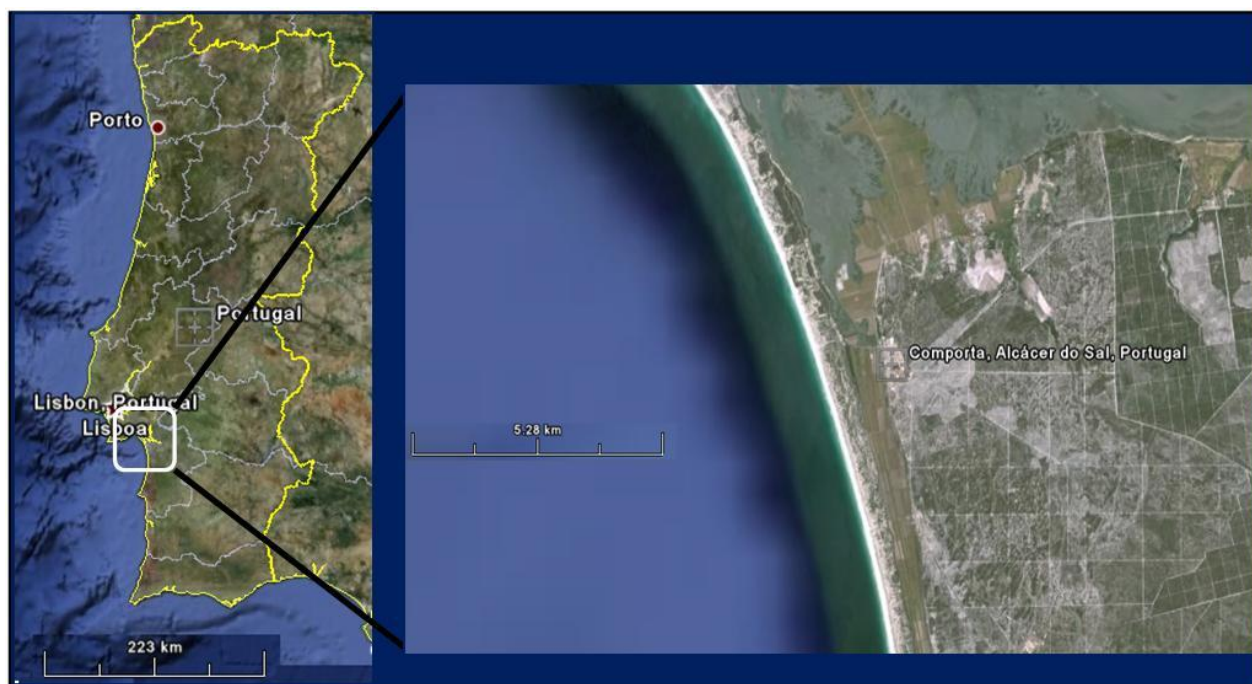 Porto
Portugal
Lisbon, Portugal
Lisboa
223 km
Comporta, Alcácer do Sal, Portugal
5.28 km